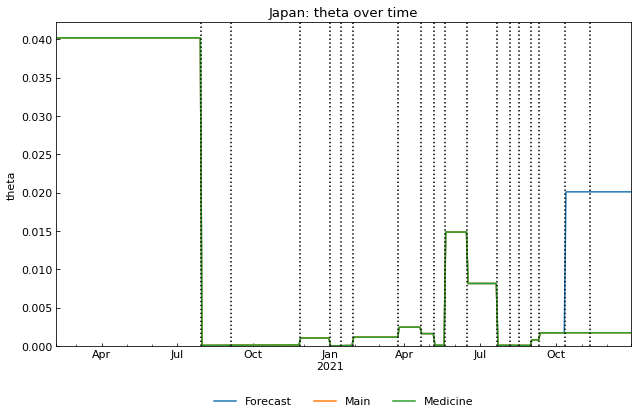 Japan: theta over time
0.040
0.035
0.030
0.025
0.020
0.015
0.010
0.005
0.000
theta
Apr Jul Oct Jan Apr Jul Oct
2021
Forecast Main Medicine